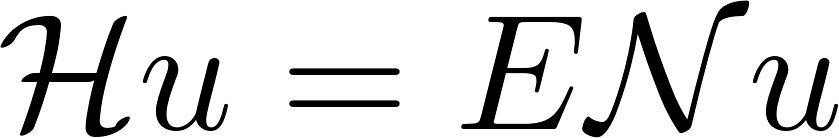 ℋu = E𝒩u